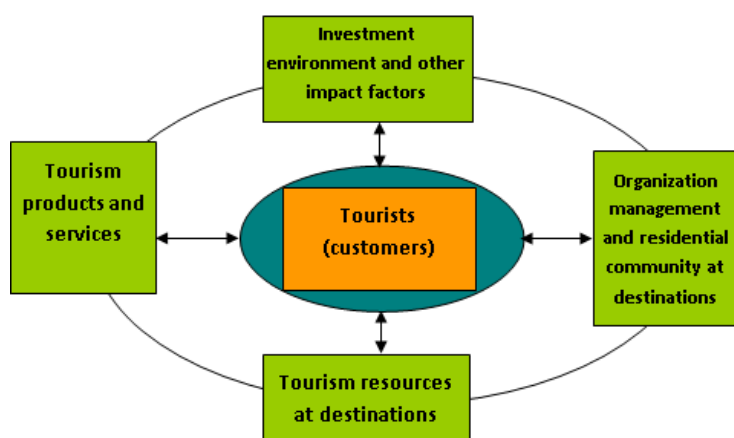 Investment
environment and other
impact factors
Tourism
products and
services
Tourists
(customers)
Organization
management
and residential
community at
destinations
Tourism resources
at destinations